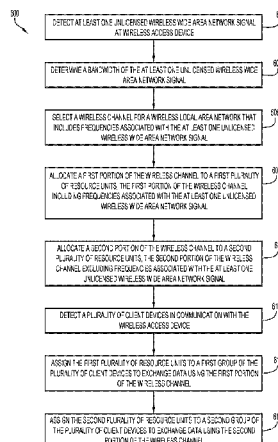 600
DETECT AT LEAST ONE UNLICENSED WIRELESS WIDE AREA NETWORK SIGNAL
AT WIRELESS ACCESS DEVICE
DETERMINE A BANDWIDTH OF THE AT LEAST ONE UNLICENSED WIRELESS WIDE
AREA NETWORK SIGNAL
SELECT A WIRELESS CHANNEL FOR A WIRELESS LOCAL AREA NETWORK THAT
INCLUDES FREQUENCIES ASSOCIATED WITH THE AT LEAST ONE UNLICENSED
WIRELESS WIDE AREA NETWORK SIGNAL
ALLOCATE A FIRST PORTION OF THE WIRELESS CHANNEL TO A FIRST PLURALITY
OF RESOURCE UNITS, THE FIRST PORTION OF THE WIRELESS CHANNEL
INCLUDING FREQUENCIES ASSOCIATED WITH THE AT LEAST ONE UNLICENSED
WIRELESS WIDE AREA NETWORK SIGNAL
ALLOCATE A SECOND PORTION OF THE WIRELESS CHANNEL TO A SECOND
PLURALITY OF RESOURCE UNITS, THE SECOND PORTION OF THE WIRELESS
CHANNEL EXCLUDING FREQUENCIES ASSOCIATED WITH THE AT LEAST ONE
UNLICENSED WIRELESS WIDE AREA NETWORK SIGNAL
DETECT A PLURALITY OF CLIENT DEVICES IN COMMUNICATION WITH THE
WIRELESS ACCESS DEVICE
ASSIGN THE FIRST PLURALITY OF RESOURCE UNITS TO A FIRST GROUP OF THE
PLURALITY OF CLIENT DEVICES TO EXCHANGE DATA USING THE FIRST PORTION
OF THE WIRELESS CHANNEL
ASSIGN THE SECOND PLURALITY OF RESOURCE UNITS TO A SECOND GROUP OF
THE PLURALITY OF CLIENT DEVICES TO EXCHANGE DATA USING THE SECOND
PORTION OF THE WIRELESS CHANNEL